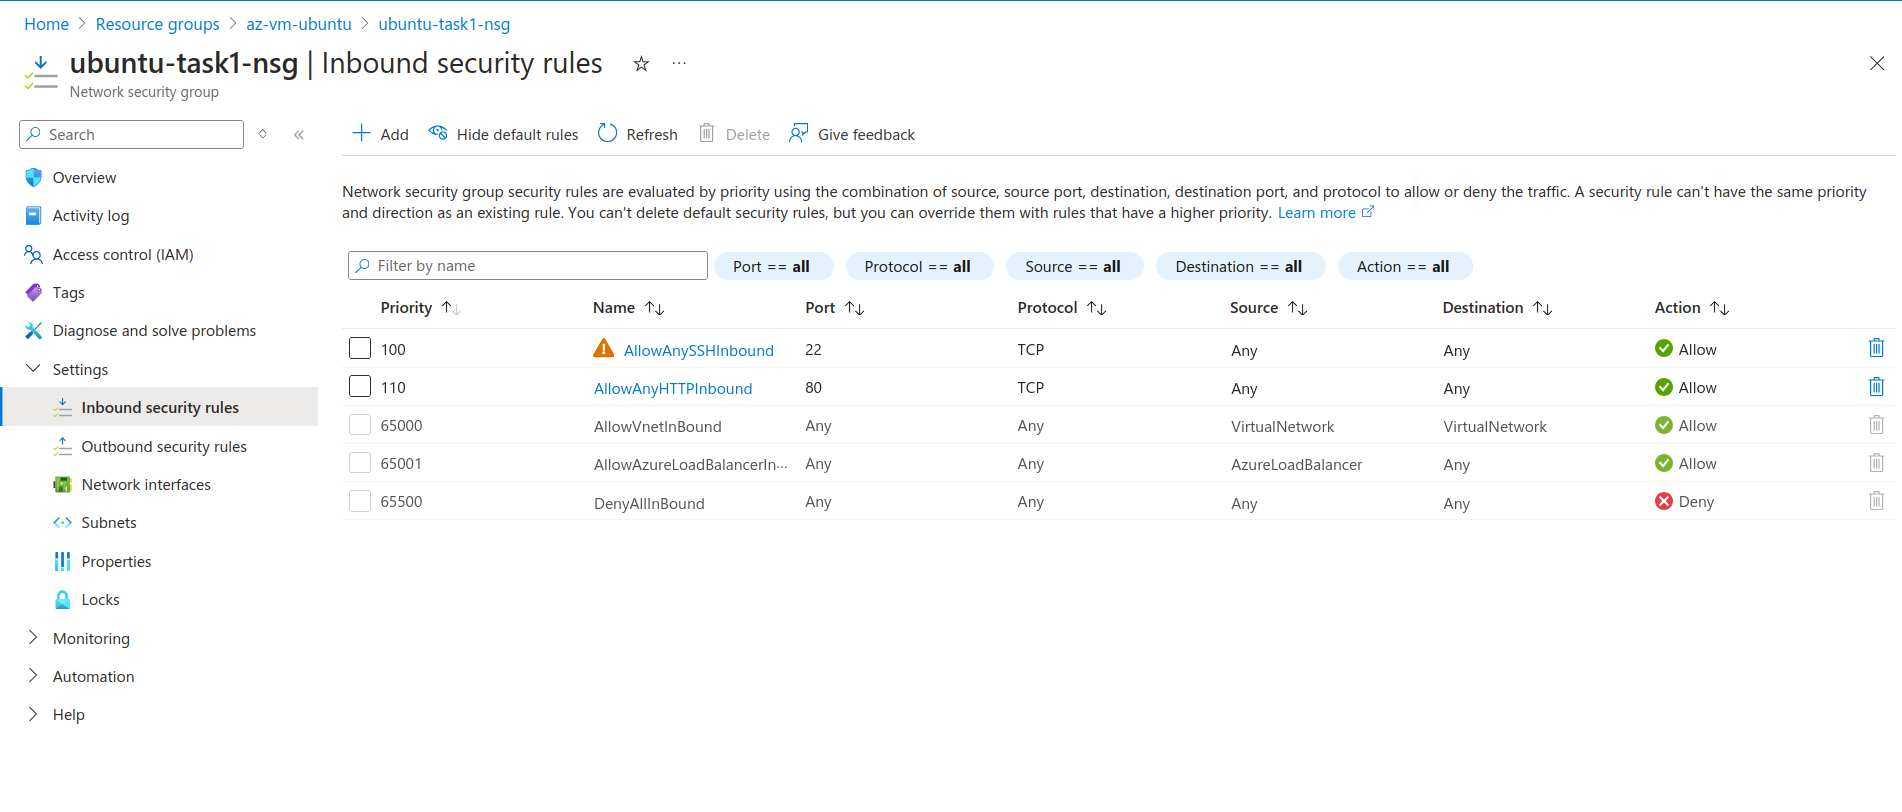 Home > Resource groups > az-vm-ubuntu > ubuntu-task1-nsg
ubuntu-task1-nsg | Inbound security rules
Network security group
Search
Add Hide default rules Refresh Delete Give feedback
Overview
Activity log
Access control (IAM)
Tags
Diagnose and solve problems
Settings
Inbound security rules
Outbound security rules
Network interfaces
Subnets
Properties
Locks
Monitoring
Automation
Help
Network security group security rules are evaluated by priority using the combination of source, source port, destination, destination port, and protocol to allow or deny the traffic. A security rule can't have the same priority
and direction as an existing rule. You can't delete default security rules, but you can override them with rules that have a higher priority. Learn more
Filter by name Port == all Protocol == all Source == all Destination == all Action == all
Priority Name Port Protocol Source Destination Action
100 AllowAnySSHInbound 22 TCP Any Any Allow
110 AllowAnyHTTPInbound 80 TCP Any Any Allow
65000 AllowVnetInBound Any Any VirtualNetwork VirtualNetwork Allow
65001 AllowAzureLoadBalancerIn... Any Any AzureLoadBalancer Any Allow
65500 DenyAllInBound Any Any Any Any Deny